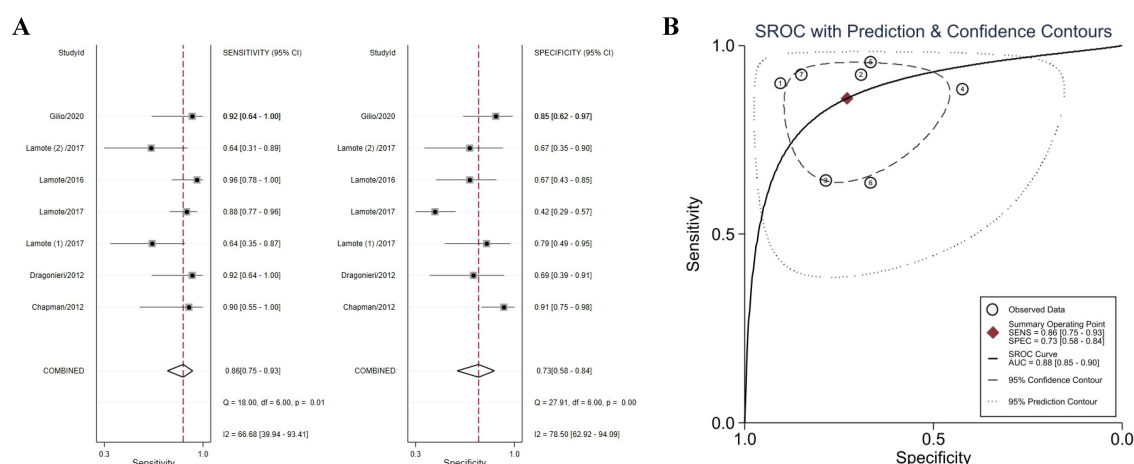 A
StudyId SENSITIVITY (95% CI)
Gilio/2020 0.92 [0.64 - 1.00]
Lamote (2) /2017 0.64 [0.31 - 0.89]
Lamote/2016 0.96 [0.78 - 1.00]
Lamote/2017 0.88 [0.77 - 0.96]
Lamote (1) /2017 0.64 [0.35 - 0.87]
Dragonieri/2012 0.92 [0.64 - 1.00]
Chapman/2012 0.90 [0.55 - 1.00]
COMBINED 0.86[0.75 - 0.93]
Q = 18.00, df = 6.00, p = 0.01
I2 = 66.68 [39.94 - 93.41]
0.3 1.0
Sensitivity
StudyId SPECIFICITY (95% CI)
Gilio/2020 0.85 [0.62 - 0.97]
Lamote (2) /2017 0.67 [0.35 - 0.90]
Lamote/2016 0.67 [0.43 - 0.85]
Lamote/2017 0.42 [0.29 - 0.57]
Lamote (1) /2017 0.79 [0.49 - 0.95]
Dragonieri/2012 0.69 [0.39 - 0.91]
Chapman/2012 0.91 [0.75 - 0.98]
COMBINED 0.73[0.58 - 0.84]
Q = 27.91, df = 6.00, p = 0.00
I2 = 78.50 [62.92 - 94.09]
0.3 1.0
Specificity
B
SROC with Prediction & Confidence Contours
1.0
0.5
0.0
Sensitivity
1 7 2 5 4
6
Observed Data
Summary Operating Point
SENS = 0.86 [0.75 - 0.93]
SPEC = 0.73 [0.58 - 0.84]
SROC Curve
AUC = 0.88 [0.85 - 0.90]
95% Confidence Contour
95% Prediction Contour
1.0 0.5 0.0
Specificity